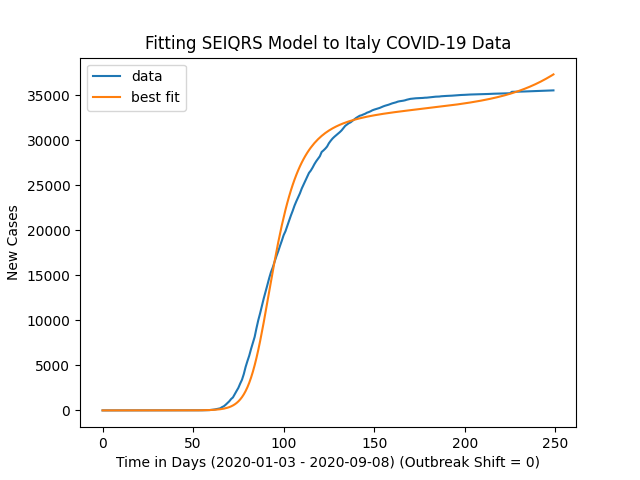 Fitting SEIQRS Model to Italy COVID-19 Data
data
best fit
35000
30000
25000
20000
15000
10000
5000
0
New Cases
0 50 100 150 200 250
Time in Days (2020-01-03 - 2020-09-08) (Outbreak Shift = 0)